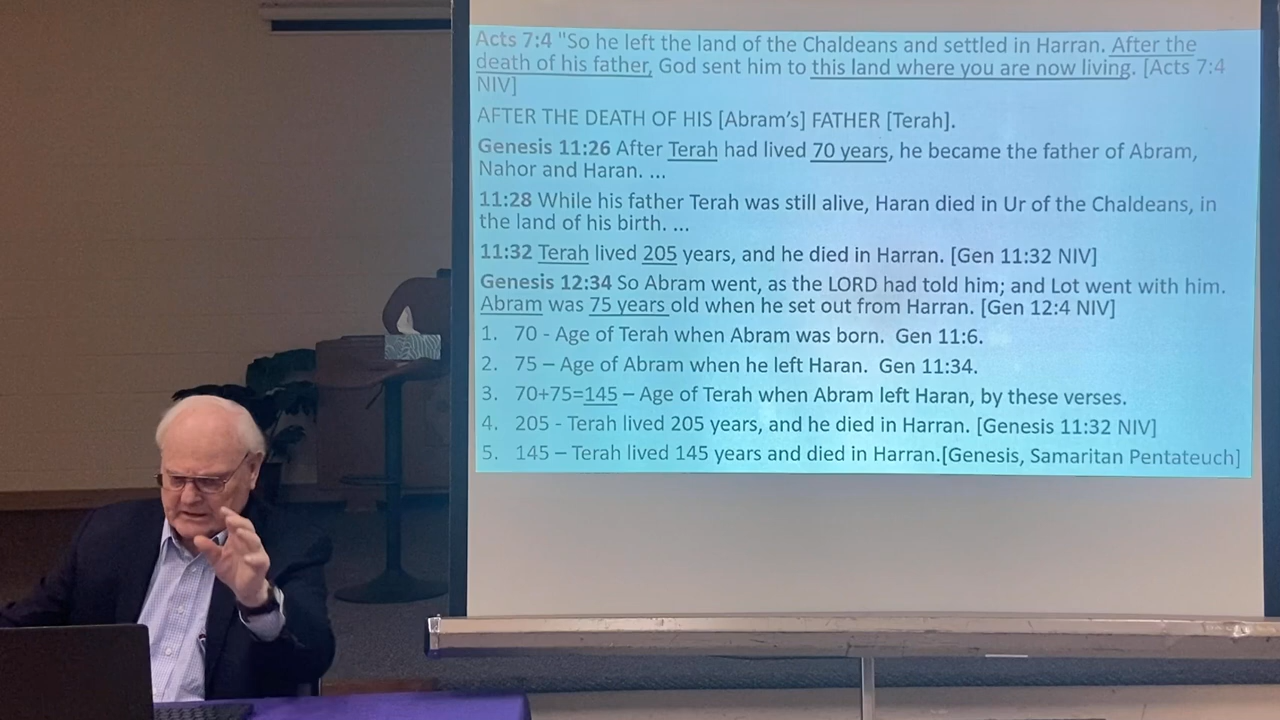 Acts 7:4 "So he left the land of the Chaldeans and settled in Harran. After the
death of his father, God sent him to this land where you are now living. [Acts 7:4
NIV]
AFTER THE DEATH OF HIS [Abram’s] FATHER [Terah].
Genesis 11:26 After Terah had lived 70 years, he became the father of Abram,
Nahor and Haran. ...
11:28 While his father Terah was still alive, Haran died in Ur of the Chaldeans, in
the land of his birth. ...
11:32 Terah lived 205 years, and he died in Harran. [Gen 11:32 NIV]
Genesis 12:34 So Abram went, as the LORD had told him; and Lot went with him.
Abram was 75 years old when he set out from Harran. [Gen 12:4 NIV]
1. 70 - Age of Terah when Abram was born. Gen 11:6.
2. 75 – Age of Abram when he left Haran. Gen 11:34.
3. 70+75=145 – Age of Terah when Abram left Haran, by these verses.
4. 205 - Terah lived 205 years, and he died in Harran. [Genesis 11:32 NIV]
5. 145 – Terah lived 145 years and died in Harran.[Genesis, Samaritan Pentateuch]